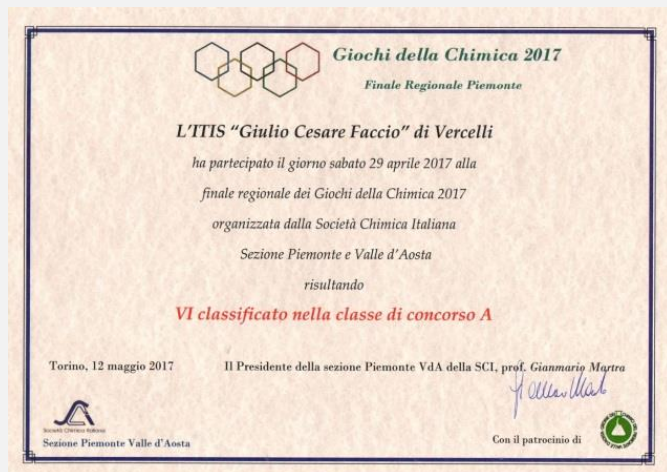 Giochi della Chimica 2017
Finale Regionale Piemonte
L'ITIS "Giulio Cesare Faccio" di Vercelli
ha partecipato il giorno sabato 29 aprile 2017 alla
finale regionale dei Giochi della Chimica 2017
organizzata dalla Società Chimica Italiana
Sezione Piemonte e Valle d'Aosta
risultando
VI classificato nella classe di concorso A
Torino, 12 maggio 2017
Il Presidente della sezione Piemonte VdA della SCI, prof. Gianmario Martra
Società Chimica Italiana
Sezione Piemonte Valle d'Aosta
Con il patrocinio di